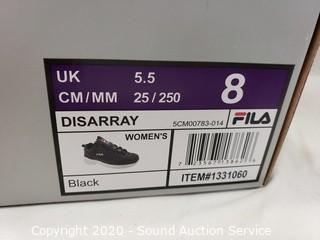 UK 5.5
CM/MM 25/250
8
DISARRAY 5CM00783-014 FILA
WOMEN'S
Black
ITEM#1331060
Copyright 2020 - Sound Auction Service